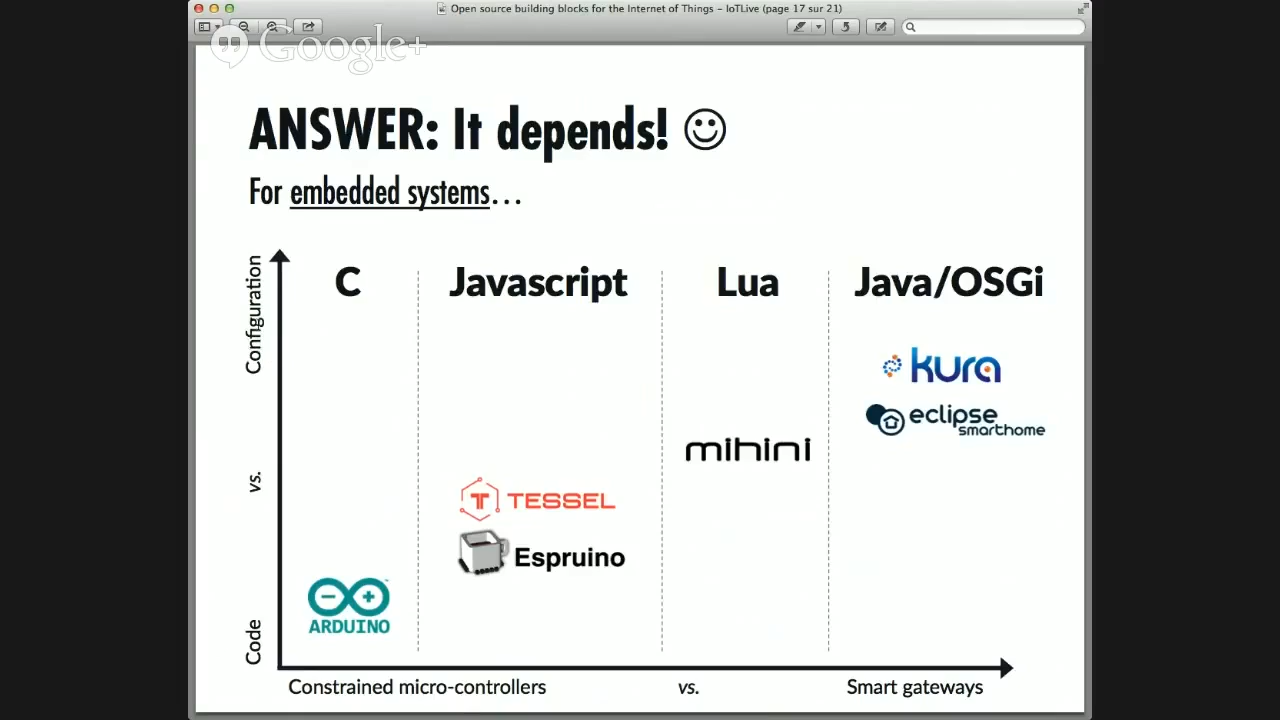 Open source building blocks for the Internet of Things – IoTLive (page 17 sur 21)
Google+
ANSWER: It depends! ☺
For embedded systems...
Configuration
vs.
Code
C
Javascript
Lua
Java/OSGi
kura
eclipse
smarthome
mihini
TESSEL
Espruino
ARDUINO
Constrained micro-controllers
vs.
Smart gateways